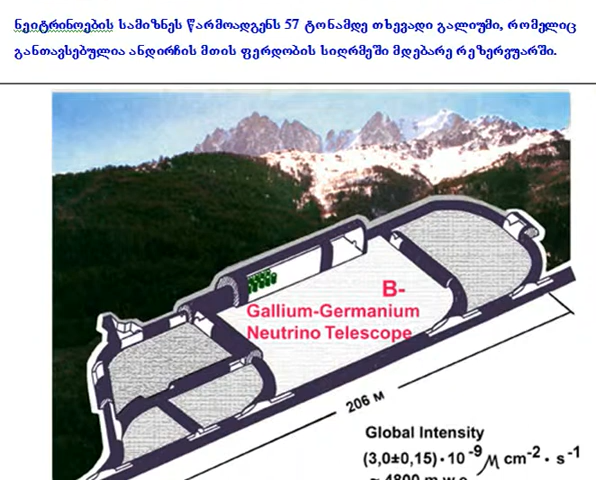 ნეიტრინოების სამიზნეს წარმოადგენს 57 ტონამდე თხევადი გალიუმი, რომელიც
განთავსებულია ანდირჩის მთის ფერდობის სიღრმეში მდებარე რეზერვუარში.
B-
Gallium-Germanium
Neutrino Telescope
206 м
Global Intensity
(3,0±0,15)·10⁻⁹ μ cm⁻²·s⁻¹
≈ 4800 m.w.e.